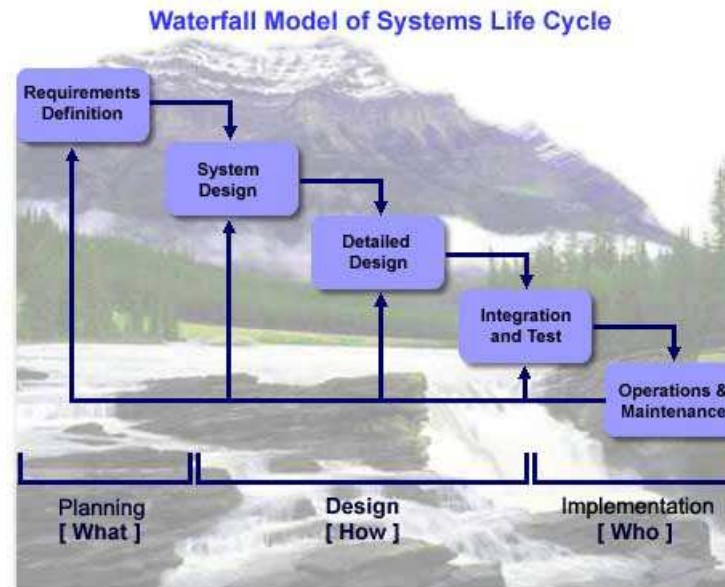 Waterfall Model of Systems Life Cycle
Requirements
Definition
System
Design
Detailed
Design
Integration
and Test
Operations &
Maintenance
Planning
[ What ]
Design
[ How ]
Implementation
[ Who ]